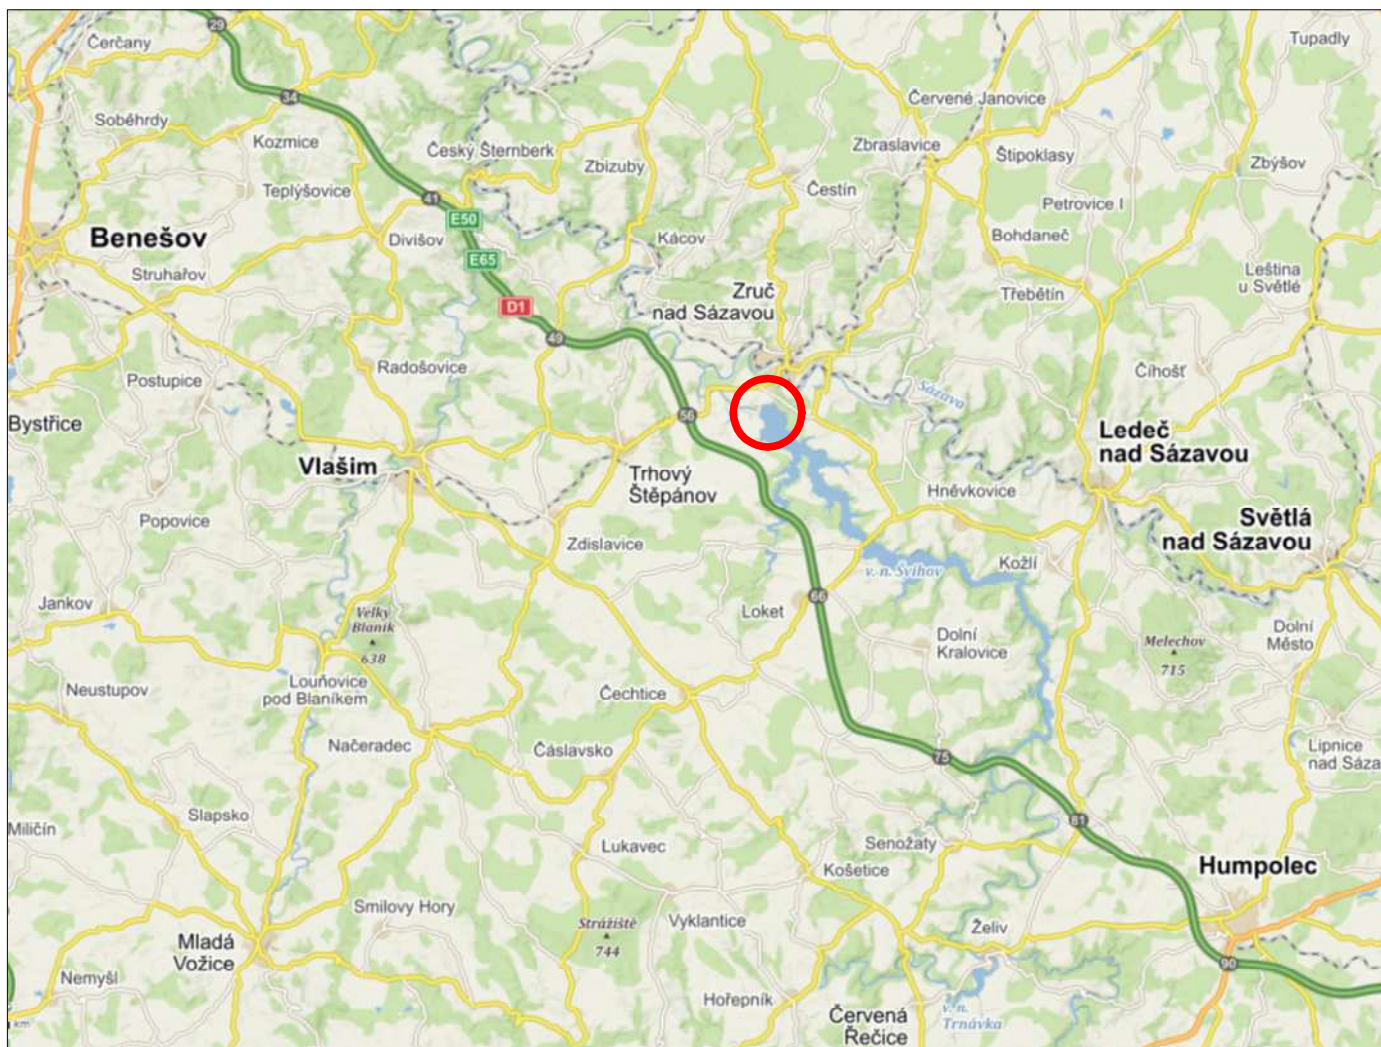 29
Čerčany
Tupadly
34
Červené Janovice
Soběhrdy
Kozmice
Český Šternberk
Zbizuby
Zbraslavice
Štipoklasy
Zbýšov
Teplýšovice
41
Čestín
Petrovice I
E50
Benešov
Divišov
Kácov
Bohdaneč
E65
Struhařov
Leština
u Světlé
Zruč
nad Sázavou
Třebětín
D1
49
Radošovice
Postupice
Číhošť
Sázava
56
Bystřice
Ledeč
nad Sázavou
Vlašim
Trhový
Štěpánov
Hněvkovice
Popovice
Světlá
nad Sázavou
Zdislavice
v. n. Švihov
Kožlí
66
Jankov
Velký
Blaník
638
Loket
Dolní
Kralovice
Melechov
715
Dolní
Město
Louňovice
pod Blaníkem
Neustupov
Čechtice
Načeradec
Čáslavsko
75
Lipnice
nad Sáza
Slapsko
Miličín
81
Lukavec
Senožaty
Košetice
Humpolec
Smilovy Hory
Strážiště
744
Vyklantice
Želiv
Mladá
Vožice
90
Nemyšl
Hořepník
v. n.
Trnávka
Červená
Řečice
km